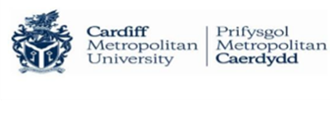 Cardiff
Metropolitan
University
Prifysgol
Metropolitan
Caerdydd